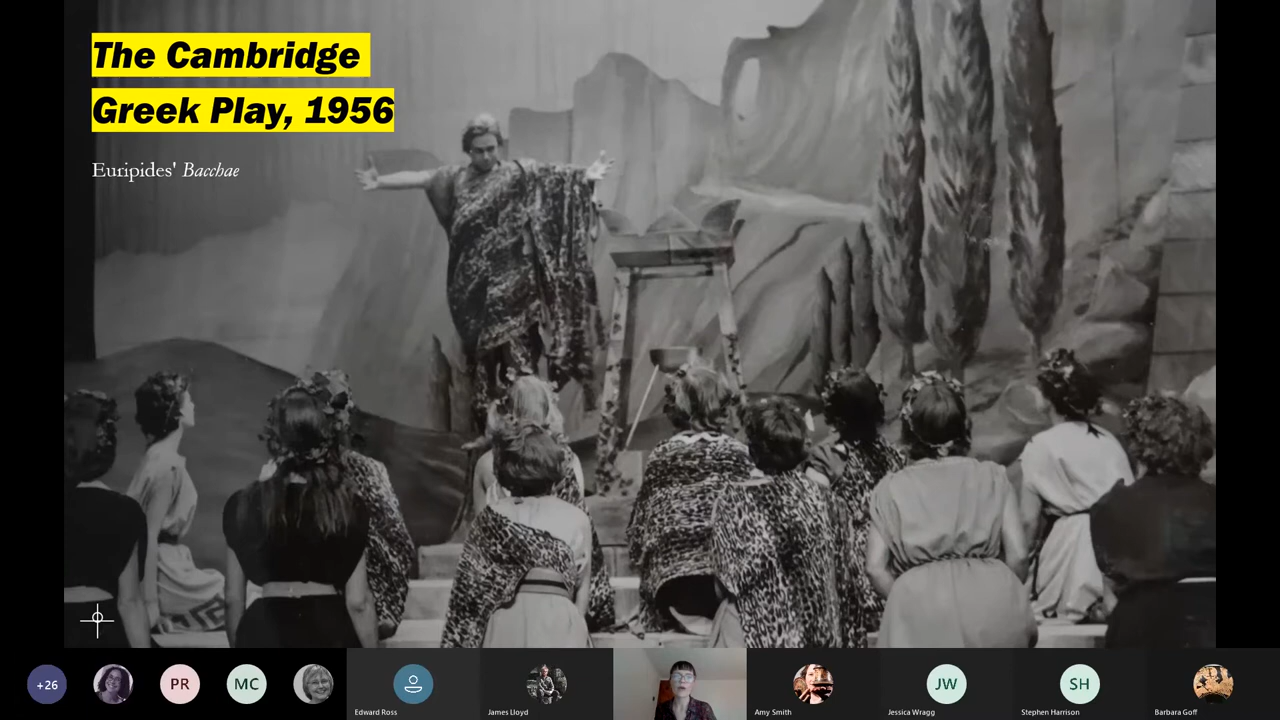 The Cambridge
Greek Play, 1956
Euripides' Bacchae
+26
PR
MC
Edward Ross
James Lloyd
Amy Smith
JW
Jessica Wragg
SH
Stephen Harrison
Barbara Goff